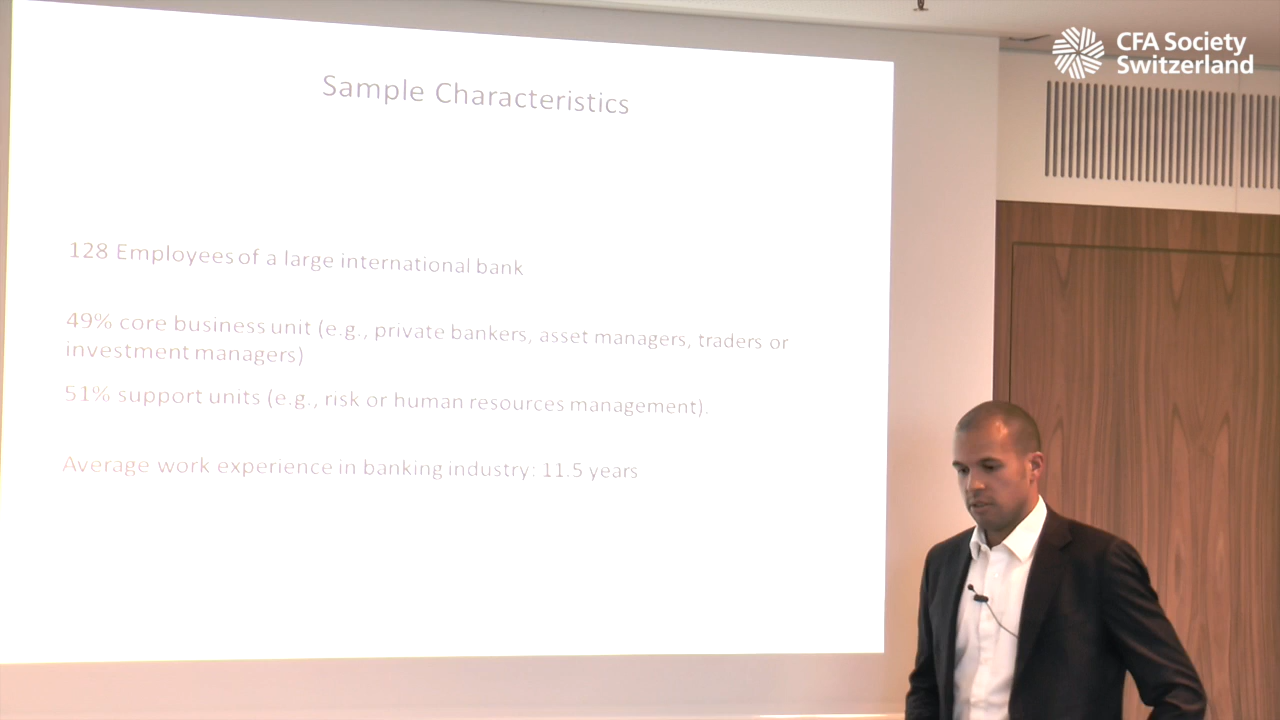 CFA Society
Switzerland
Sample Characteristics
128 Employees of a large international bank
49% core business unit (e.g., private bankers, asset managers, traders or
investment managers)
51% support units (e.g., risk or human resources management).
Average work experience in banking industry: 11.5 years